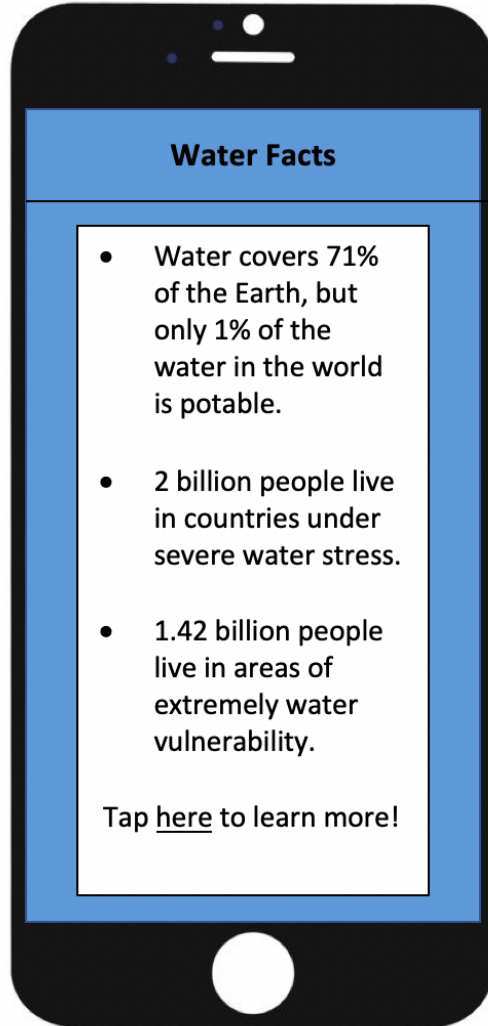 Water Facts
• Water covers 71%
of the Earth, but
only 1% of the
water in the world
is potable.
• 2 billion people live
in countries under
severe water stress.
• 1.42 billion people
live in areas of
extremely water
vulnerability.
Tap here to learn more!